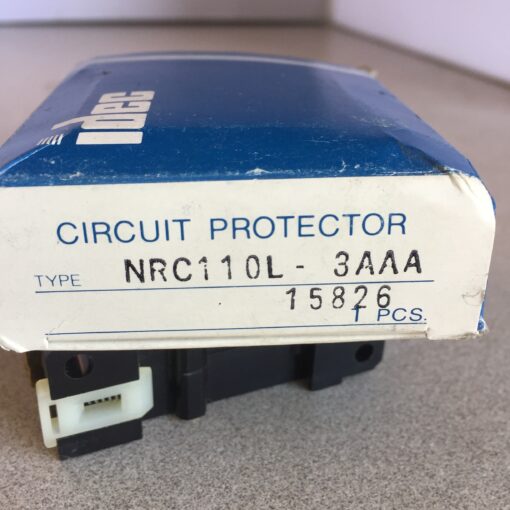 idec
CIRCUIT PROTECTOR
TYPE NRC110L - 3AAA
15826
1 PCS.